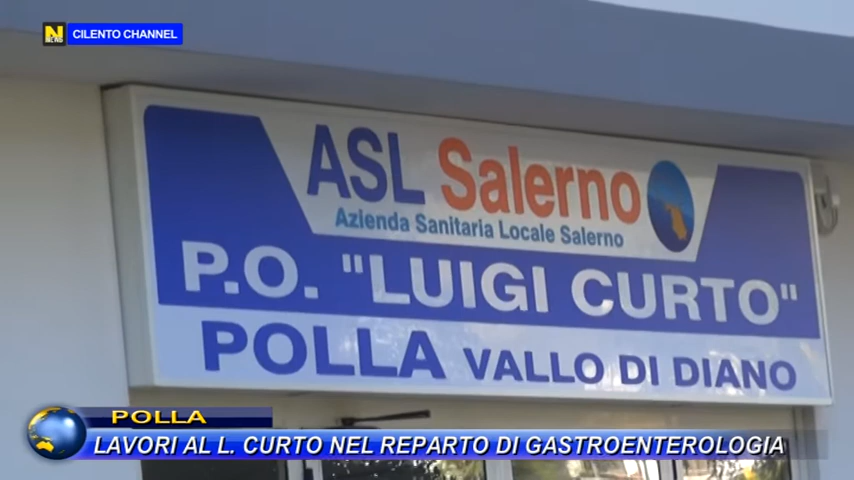 N
NEWS
CILENTO CHANNEL
ASL Salerno
Azienda Sanitaria Locale Salerno
P.O. "LUIGI CURTO"
POLLA VALLO DI DIANO
POLLA
LAVORI AL L. CURTO NEL REPARTO DI GASTROENTEROLOGIA